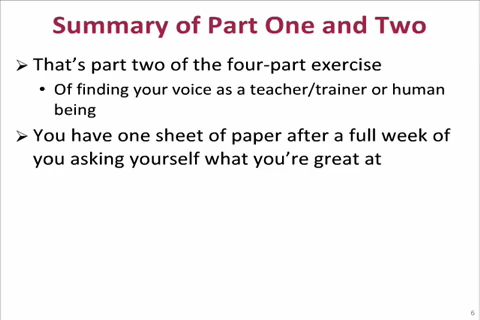 Summary of Part One and Two
➢ That's part two of the four-part exercise
• Of finding your voice as a teacher/trainer or human
being
➢ You have one sheet of paper after a full week of
you asking yourself what you're great at
6